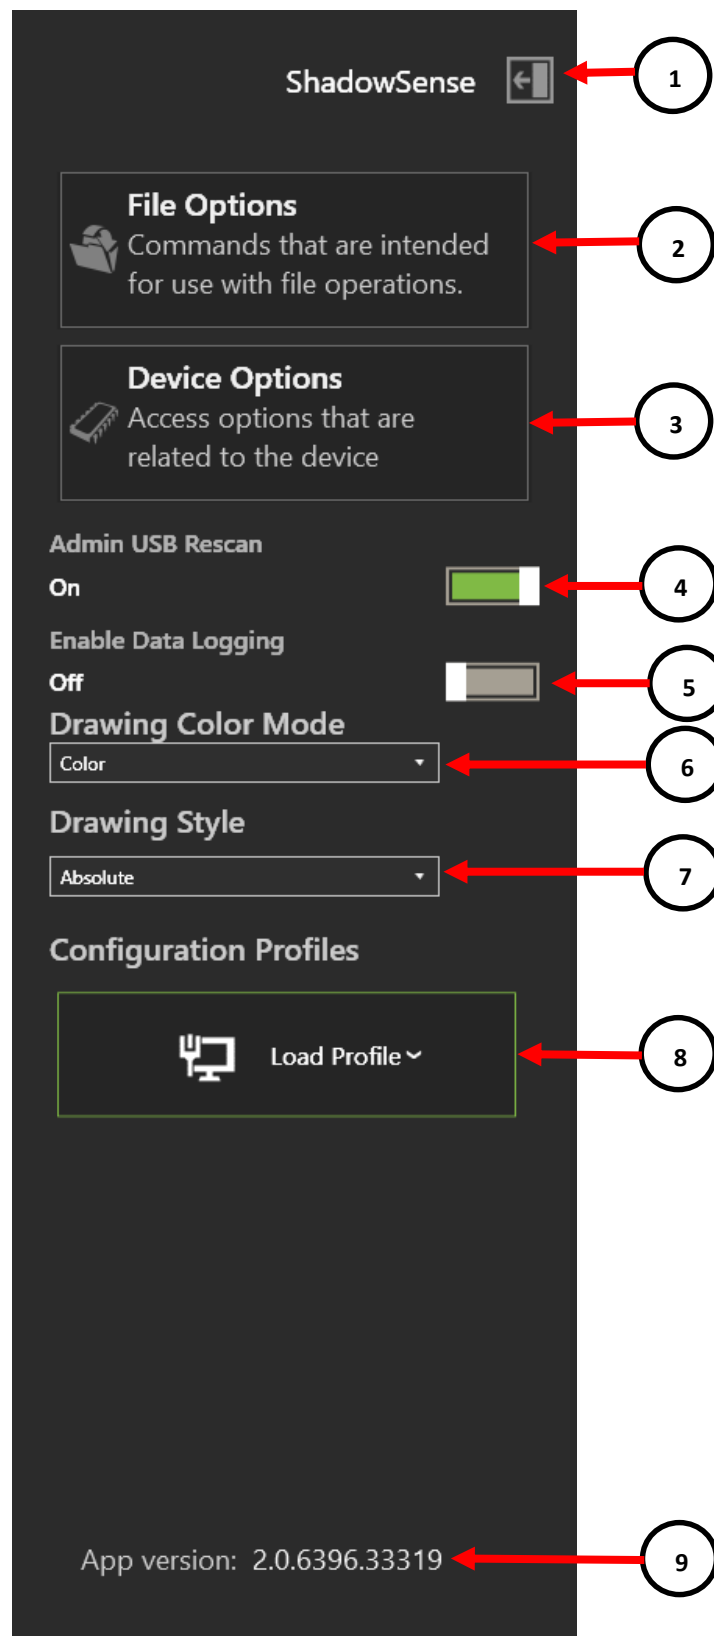 ShadowSense
1
File Options
Commands that are intended
for use with file operations.
2
Device Options
Access options that are
related to the device
3
Admin USB Rescan
On
4
Enable Data Logging
Off
5
Drawing Color Mode
Color
6
Drawing Style
Absolute
7
Configuration Profiles
Load Profile
8
App version: 2.0.6396.33319
9